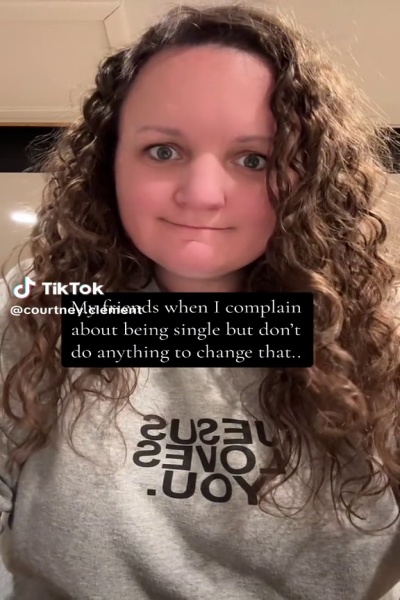 TikTok
@courtney.clement
My friends when I complain
about being single but don't
do anything to change that..
JESUS
LOVES
YOU.